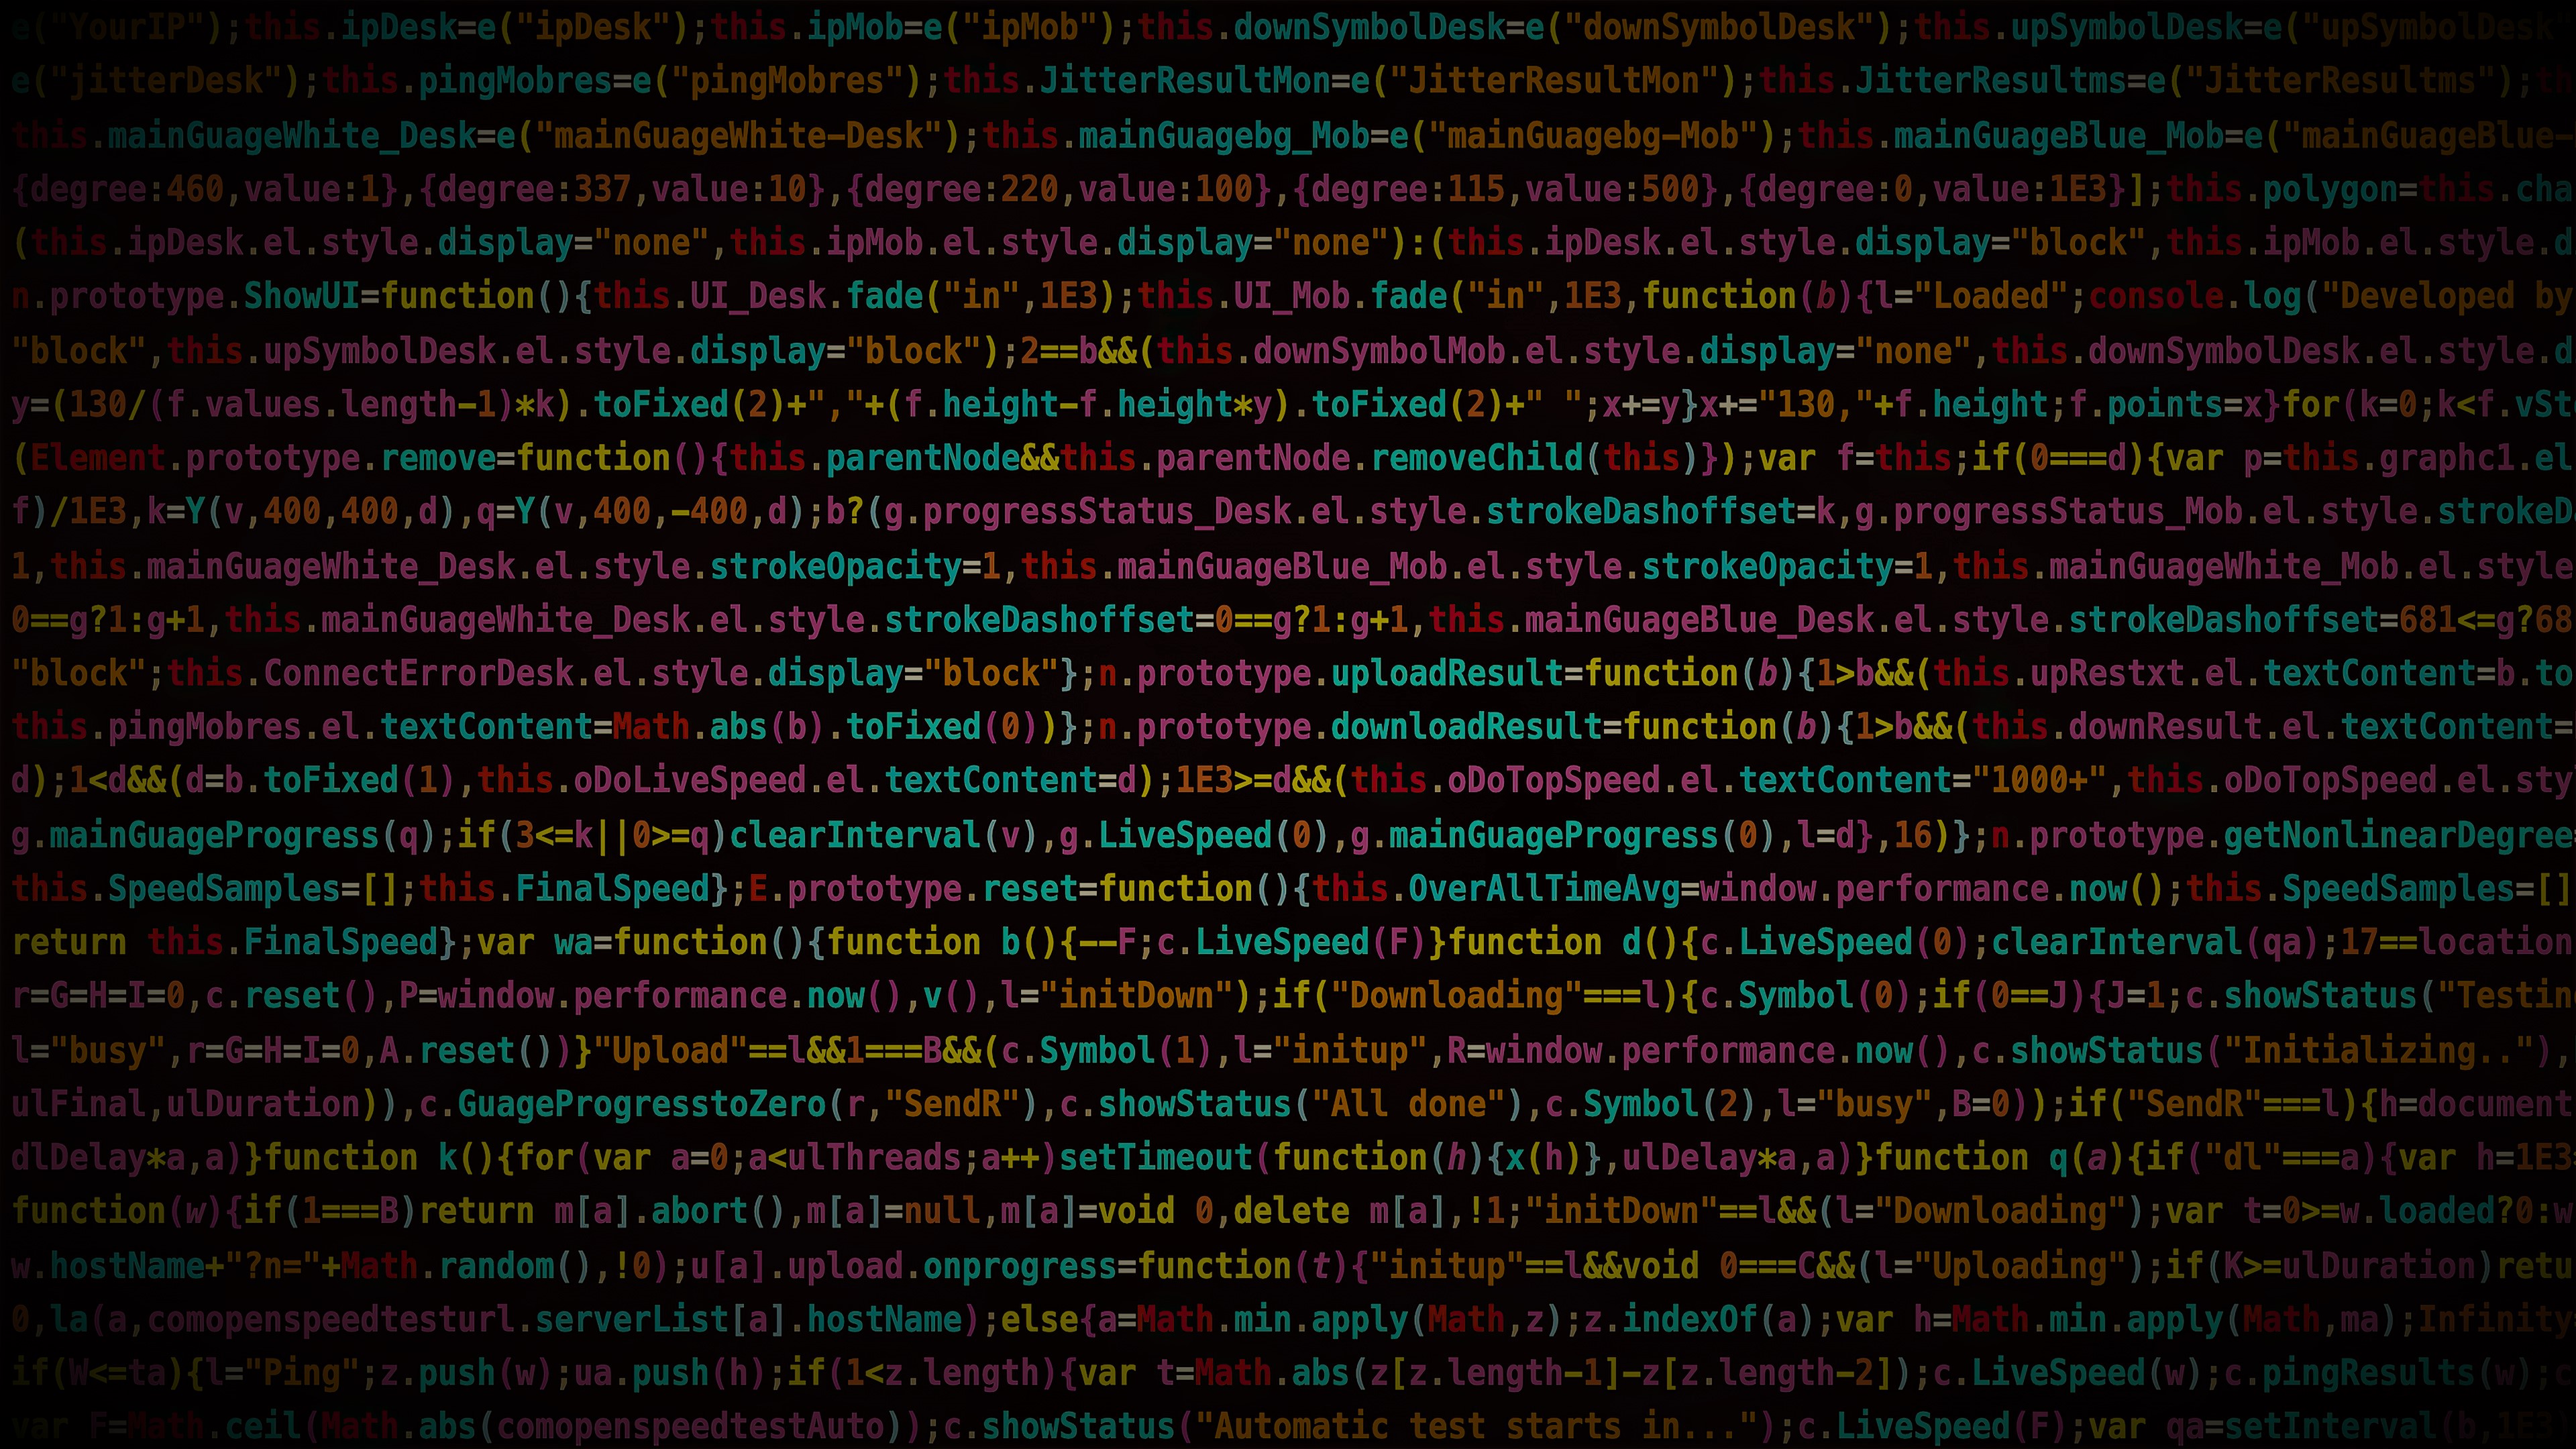 e("YourIP");this.ipDesk=e("ipDesk");this.ipMob=e("ipMob");this.downSymbolDesk=e("downSymbolDesk");this.upSymbolDesk=e("upSymbolDesk"
e("jitterDesk");this.pingMobres=e("pingMobres");this.JitterResultMon=e("JitterResultMon");this.JitterResultms=e("JitterResultms");th
this.mainGuageWhite_Desk=e("mainGuageWhite-Desk");this.mainGuagebg_Mob=e("mainGuagebg-Mob");this.mainGuageBlue_Mob=e("mainGuageBlue-
{degree:460,value:1},{degree:337,value:10},{degree:220,value:100},{degree:115,value:500},{degree:0,value:1E3}];this.polygon=this.cha
(this.ipDesk.el.style.display="none",this.ipMob.el.style.display="none"):(this.ipDesk.el.style.display="block",this.ipMob.el.style.d
n.prototype.ShowUI=function(){this.UI_Desk.fade("in",1E3);this.UI_Mob.fade("in",1E3,function(b){l="Loaded";console.log("Developed by
"block",this.upSymbolDesk.el.style.display="block");2==b&&(this.downSymbolMob.el.style.display="none",this.downSymbolDesk.el.style.d
y=(130/(f.values.length-1)*k).toFixed(2)+","+(f.height-f.height*y).toFixed(2)+" ";x+=y}x+="130,"+f.height;f.points=x}for(k=0;k<f.vSt
(Element.prototype.remove=function(){this.parentNode&&this.parentNode.removeChild(this)});var f=this;if(0===d){var p=this.graphc1.el
f)/1E3,k=Y(v,400,400,d),q=Y(v,400,-400,d);b?(g.progressStatus_Desk.el.style.strokeDashoffset=k,g.progressStatus_Mob.el.style.strokeD
1,this.mainGuageWhite_Desk.el.style.strokeOpacity=1,this.mainGuageBlue_Mob.el.style.strokeOpacity=1,this.mainGuageWhite_Mob.el.style
0==g?1:g+1,this.mainGuageWhite_Desk.el.style.strokeDashoffset=0==g?1:g+1,this.mainGuageBlue_Desk.el.style.strokeDashoffset=681<=g?68
"block";this.ConnectErrorDesk.el.style.display="block"};n.prototype.uploadResult=function(b){1>b&&(this.upRestxt.el.textContent=b.to
this.pingMobres.el.textContent=Math.abs(b).toFixed(0))};n.prototype.downloadResult=function(b){1>b&&(this.downResult.el.textContent=
d);1<d&&(d=b.toFixed(1),this.oDoLiveSpeed.el.textContent=d);1E3>=d&&(this.oDoTopSpeed.el.textContent="1000+",this.oDoTopSpeed.el.sty
g.mainGuageProgress(q);if(3<=k||0>=q)clearInterval(v),g.LiveSpeed(0),g.mainGuageProgress(0),l=d},16)};n.prototype.getNonlinearDegree=
this.SpeedSamples=[];this.FinalSpeed};E.prototype.reset=function(){this.OverAllTimeAvg=window.performance.now();this.SpeedSamples=[]
return this.FinalSpeed};var wa=function(){function b(){--F;c.LiveSpeed(F)}function d(){c.LiveSpeed(0);clearInterval(qa);17==location
r=G=H=I=0,c.reset(),P=window.performance.now(),v(),l="initDown");if("Downloading"===l){c.Symbol(0);if(0==J){J=1;c.showStatus("Testin
l="busy",r=G=H=I=0,A.reset())}"Upload"==l&&1===B&&(c.Symbol(1),l="initup",R=window.performance.now(),c.showStatus("Initializing.."),
ulFinal,ulDuration)),c.GuageProgresstoZero(r,"SendR"),c.showStatus("All done"),c.Symbol(2),l="busy",B=0));if("SendR"===l){h=document
dlDelay*a,a)}function k(){for(var a=0;a<ulThreads;a++)setTimeout(function(h){x(h)},ulDelay*a,a)}function q(a){if("dl"===a){var h=1E3*
function(w){if(1===B)return m[a].abort(),m[a]=null,m[a]=void 0,delete m[a],!1;"initDown"==l&&(l="Downloading");var t=0>=w.loaded?0:w
w.hostName+"?n="+Math.random(),!0);u[a].upload.onprogress=function(t){"initup"==l&&void 0===C&&(l="Uploading");if(K>=ulDuration)retu
0,la(a,comopenspeedtesturl.serverList[a].hostName);else{a=Math.min.apply(Math,z);z.indexOf(a);var h=Math.min.apply(Math,ma);Infinity=
if(W<=ta){l="Ping";z.push(w);ua.push(h);if(1<z.length){var t=Math.abs(z[z.length-1]-z[z.length-2]);c.LiveSpeed(w);c.pingResults(w);c
var F=Math.ceil(Math.abs(comopenspeedtestAuto));c.showStatus("Automatic test starts in...");c.LiveSpeed(F);var qa=setInterval(b,1E3